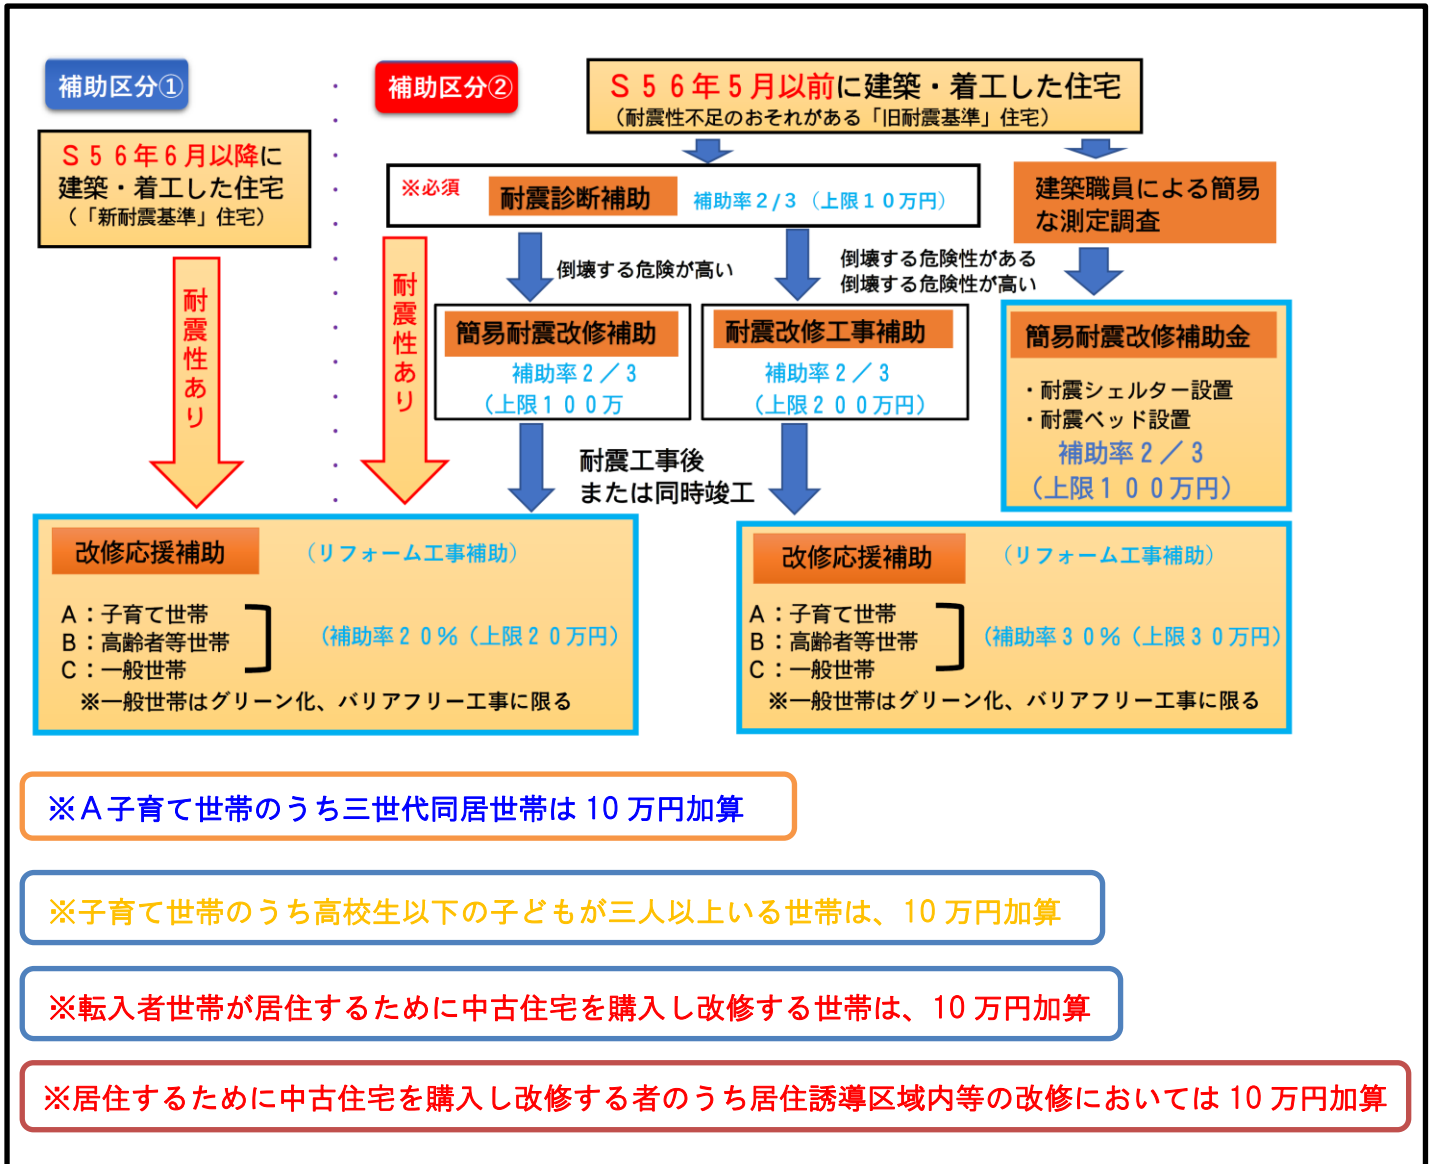 補助区分①
S56年6月以降に
建築・着工した住宅
（「新耐震基準」住宅）
耐震性あり
補助区分②
S56年5月以前に建築・着工した住宅
（耐震性不足のおそれがある「旧耐震基準」住宅）
※必須
耐震診断補助
補助率2/3（上限10万円）
建築職員による簡易
な測定調査
耐震性あり
倒壊する危険が高い
倒壊する危険性がある
倒壊する危険性が高い
簡易耐震改修補助
補助率2／3
（上限100万
耐震改修工事補助
補助率2／3
（上限200万円）
簡易耐震改修補助金
・耐震シェルター設置
・耐震ベッド設置
補助率2／3
（上限100万円）
耐震工事後
または同時竣工
改修応援補助
（リフォーム工事補助）
A：子育て世帯
B：高齢者等世帯
C：一般世帯
（補助率20%（上限20万円）
※一般世帯はグリーン化、バリアフリー工事に限る
改修応援補助
（リフォーム工事補助）
A：子育て世帯
B：高齢者等世帯
C：一般世帯
（補助率30%（上限30万円）
※一般世帯はグリーン化、バリアフリー工事に限る
※A子育て世帯のうち三世代同居世帯は10万円加算
※子育て世帯のうち高校生以下の子どもが三人以上いる世帯は、10万円加算
※転入者世帯が居住するために中古住宅を購入し改修する世帯は、10万円加算
※居住するために中古住宅を購入し改修する者のうち居住誘導区域内等の改修においては10万円加算